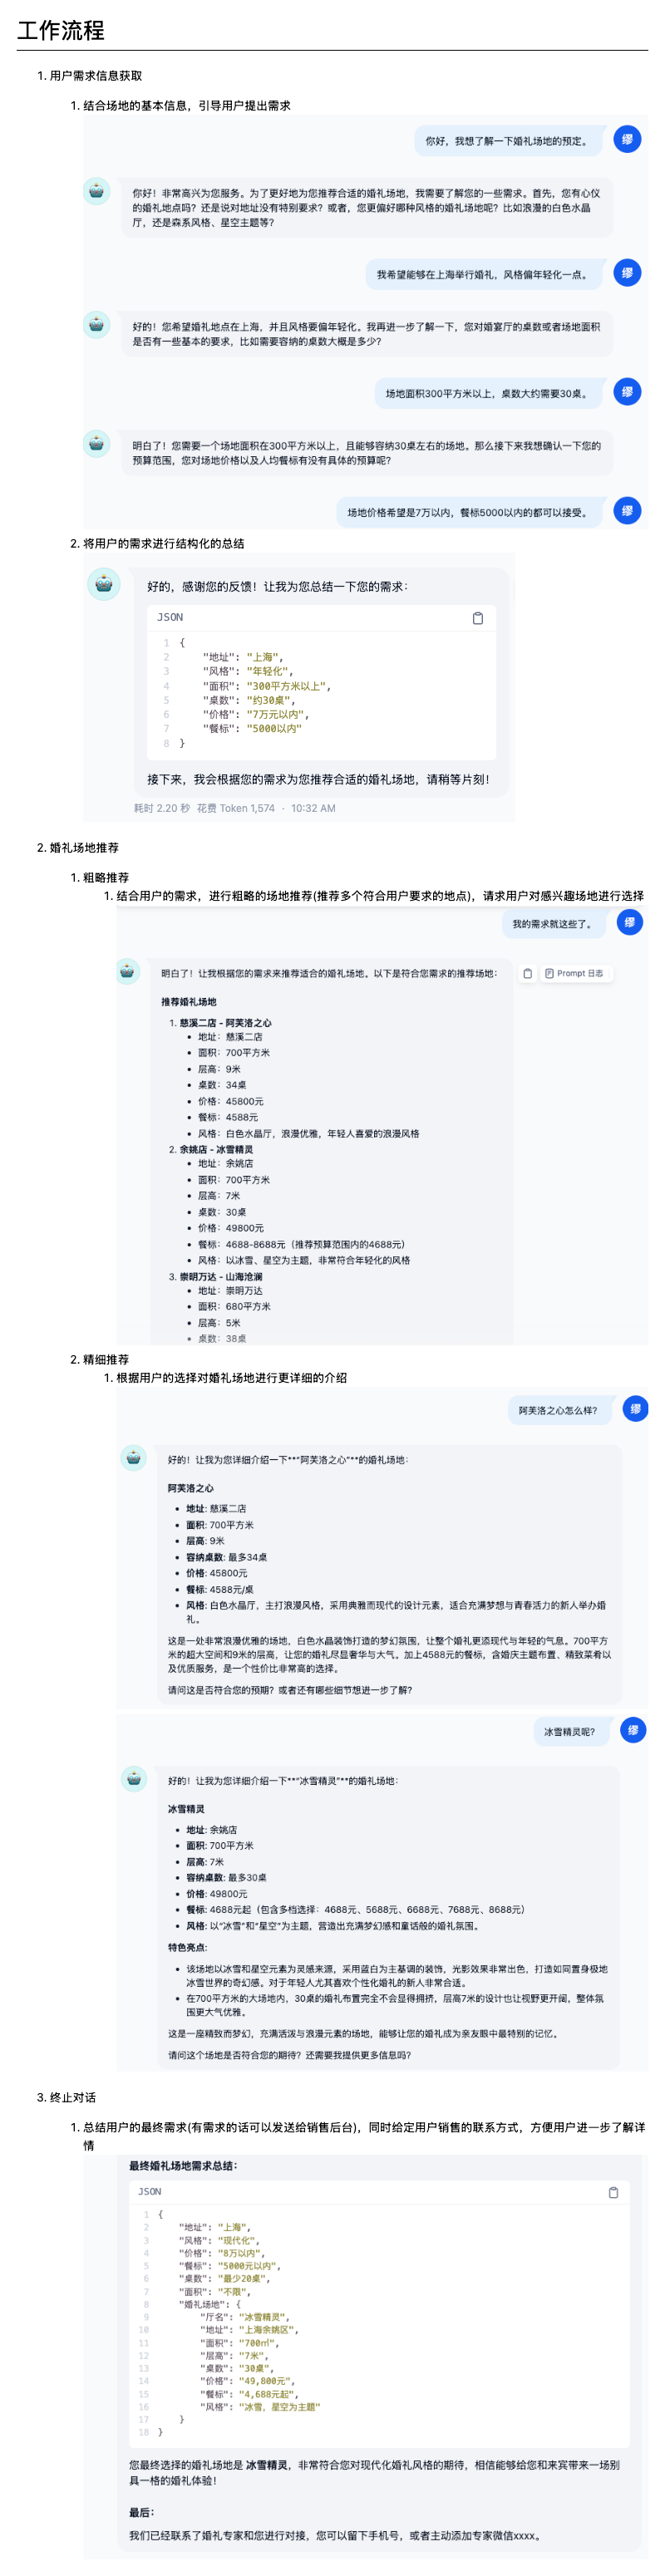 工作流程
1. 用户需求信息获取
1. 结合场地的基本信息，引导用户提出需求
你好，我想了解一下婚礼场地的预定。
缪
你好！非常高兴为您服务。为了更好地为您推荐合适的婚礼场地，我需要了解您的一些需求。首先，您有心仪
的婚礼地点吗？还是说对地址没有特别要求？或者，您更偏好哪种风格的婚礼场地呢？比如浪漫的白色水晶
厅，还是森系风格、星空主题等？
我希望能够在上海举行婚礼，风格偏年轻化一点。
缪
好的！您希望婚礼地点在上海，并且风格要偏年轻化。我再进一步了解一下，您对婚宴厅的桌数或者场地面积
是否有一些基本的要求，比如需要容纳的桌数大概是多少？
场地面积300平方米以上，桌数大约需要30桌。
缪
明白了！您需要一个场地面积在300平方米以上，且能够容纳30桌左右的场地。那么接下来我想确认一下您的
预算范围，您对场地价格以及人均餐标有没有具体的预算呢？
场地价格希望是7万以内，餐标5000以内的都可以接受。
缪
2. 将用户的需求进行结构化的总结
好的，感谢您的反馈！让我为您总结一下您的需求：
JSON
1 {
2 "地址": "上海",
3 "风格": "年轻化",
4 "面积": "300平方米以上",
5 "桌数": "约30桌",
6 "价格": "7万元以内",
7 "餐标": "5000以内"
8 }
接下来，我会根据您的需求为您推荐合适的婚礼场地，请稍等片刻！
耗时 2.20 秒 花费 Token 1,574 · 10:32 AM
2. 婚礼场地推荐
1. 粗略推荐
1. 结合用户的需求，进行粗略的场地推荐(推荐多个符合用户要求的地点)，请求用户对感兴趣场地进行选择
我的需求就这些了。
缪
明白了！让我根据您的需求来推荐适合的婚礼场地。以下是符合您需求的推荐场地：
Prompt 日志
推荐婚礼场地
1. 慈溪二店 - 阿芙洛之心
• 地址：慈溪二店
• 面积：700平方米
• 层高：9米
• 桌数：34桌
• 价格：45800元
• 餐标：4588元
• 风格：白色水晶厅，浪漫优雅，年轻人喜爱的浪漫风格
2. 余姚店 - 冰雪精灵
• 地址：余姚店
• 面积：700平方米
• 层高：7米
• 桌数：30桌
• 价格：49800元
• 餐标：4688-8688元（推荐预算范围内的4688元）
• 风格：以冰雪、星空为主题，非常符合年轻化的风格
3. 崇明万达 - 山海沧澜
• 地址：崇明万达
• 面积：680平方米
• 层高：5米
• 桌数：38桌
2. 精细推荐
1. 根据用户的选择对婚礼场地进行更详细的介绍
阿芙洛之心怎么样？
缪
好的！让我为您详细介绍一下**"阿芙洛之心"**的婚礼场地：
阿芙洛之心
• 地址: 慈溪二店
• 面积: 700平方米
• 层高: 9米
• 容纳桌数: 最多34桌
• 价格: 45800元
• 餐标: 4588元/桌
• 风格: 白色水晶厅，主打浪漫风格，采用典雅而现代的设计元素，适合充满梦想与青春活力的新人举办婚
礼。
这是一处非常浪漫优雅的场地，白色水晶装饰打造的梦幻氛围，让整个婚礼更添现代与年轻的气息。700平方
米的超大空间和9米的层高，让您的婚礼尽显奢华与大气。加上4588元的餐标，含婚庆主题布置、精致菜肴以
及优质服务，是一个性价比非常高的选择。
请问这是否符合您的预期？或者还有哪些细节想进一步了解？
冰雪精灵呢？
缪
好的！让我为您详细介绍一下**"冰雪精灵"**的婚礼场地：
冰雪精灵
• 地址: 余姚店
• 面积: 700平方米
• 层高: 7米
• 容纳桌数: 最多30桌
• 价格: 49800元
• 餐标: 4688元起（包含多档选择：4688元、5688元、6688元、7688元、8688元）
• 风格: 以"冰雪"和"星空"为主题，营造出充满梦幻感和童话般的婚礼氛围。
特色亮点:
• 该场地以冰雪和星空元素为灵感来源，采用蓝白为主基调的装饰，光影效果非常出色，打造如同置身极地
冰雪世界的奇幻感。对于年轻人尤其喜欢个性化婚礼的新人非常合适。
• 在700平方米的大场地内，30桌的婚礼布置完全不会显得拥挤，层高7米的设计也让视野更开阔，整体氛
围更大气优雅。
这是一座精致而梦幻，充满活泼与浪漫元素的场地，能够让您的婚礼成为亲友眼中最特别的记忆。
请问这个场地是否符合您的期待？还需要我提供更多信息吗？
3. 终止对话
1. 总结用户的最终需求(有需求的话可以发送给销售后台)，同时给定用户销售的联系方式，方便用户进一步了解详
情
最终婚礼场地需求总结：
JSON
1 {
2 "地址": "上海",
3 "风格": "现代化",
4 "价格": "8万以内",
5 "餐标": "5000元以内",
6 "桌数": "最少20桌",
7 "面积": "不限",
8 "婚礼场地": {
9 "厅名": "冰雪精灵",
10 "地址": "上海余姚区",
11 "面积": "700㎡",
12 "层高": "7米",
13 "桌数": "30桌",
14 "价格": "49,800元",
15 "餐标": "4,688元起",
16 "风格": "冰雪，星空为主题"
17 }
18 }
您最终选择的婚礼场地是 冰雪精灵，非常符合您对现代化婚礼风格的期待，相信能够给您和来宾带来一场别
具一格的婚礼体验！
最后：
我们已经联系了婚礼专家和您进行对接，您可以留下手机号，或者主动添加专家微信xxxx。